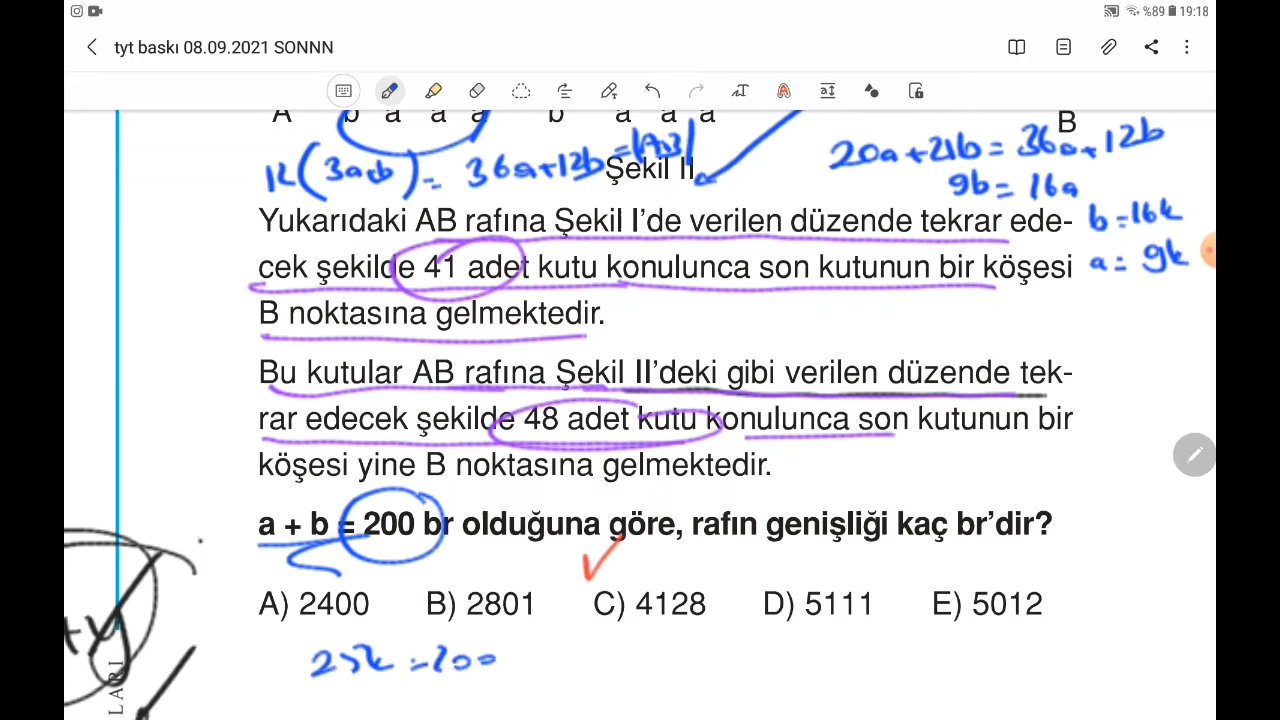 %89 19:18
tyt baskı 08.09.2021 SONNN
A b a a a b a a a B
12(3a+b) = 36a+12b = |AB| 20a+21b = 36a+12b
Şekil II 9b = 16a
Yukarıdaki AB rafına Şekil I’de verilen düzende tekrar ede- b = 16k
cek şekilde 41 adet kutu konulunca son kutunun bir köşesi a = 9k
B noktasına gelmektedir.
Bu kutular AB rafına Şekil II’deki gibi verilen düzende tek-
rar edecek şekilde 48 adet kutu konulunca son kutunun bir
köşesi yine B noktasına gelmektedir.
a + b = 200 br olduğuna göre, rafın genişliği kaç br’dir?
A) 2400 B) 2801 C) 4128 D) 5111 E) 5012
+xy
25k = 200
LARI